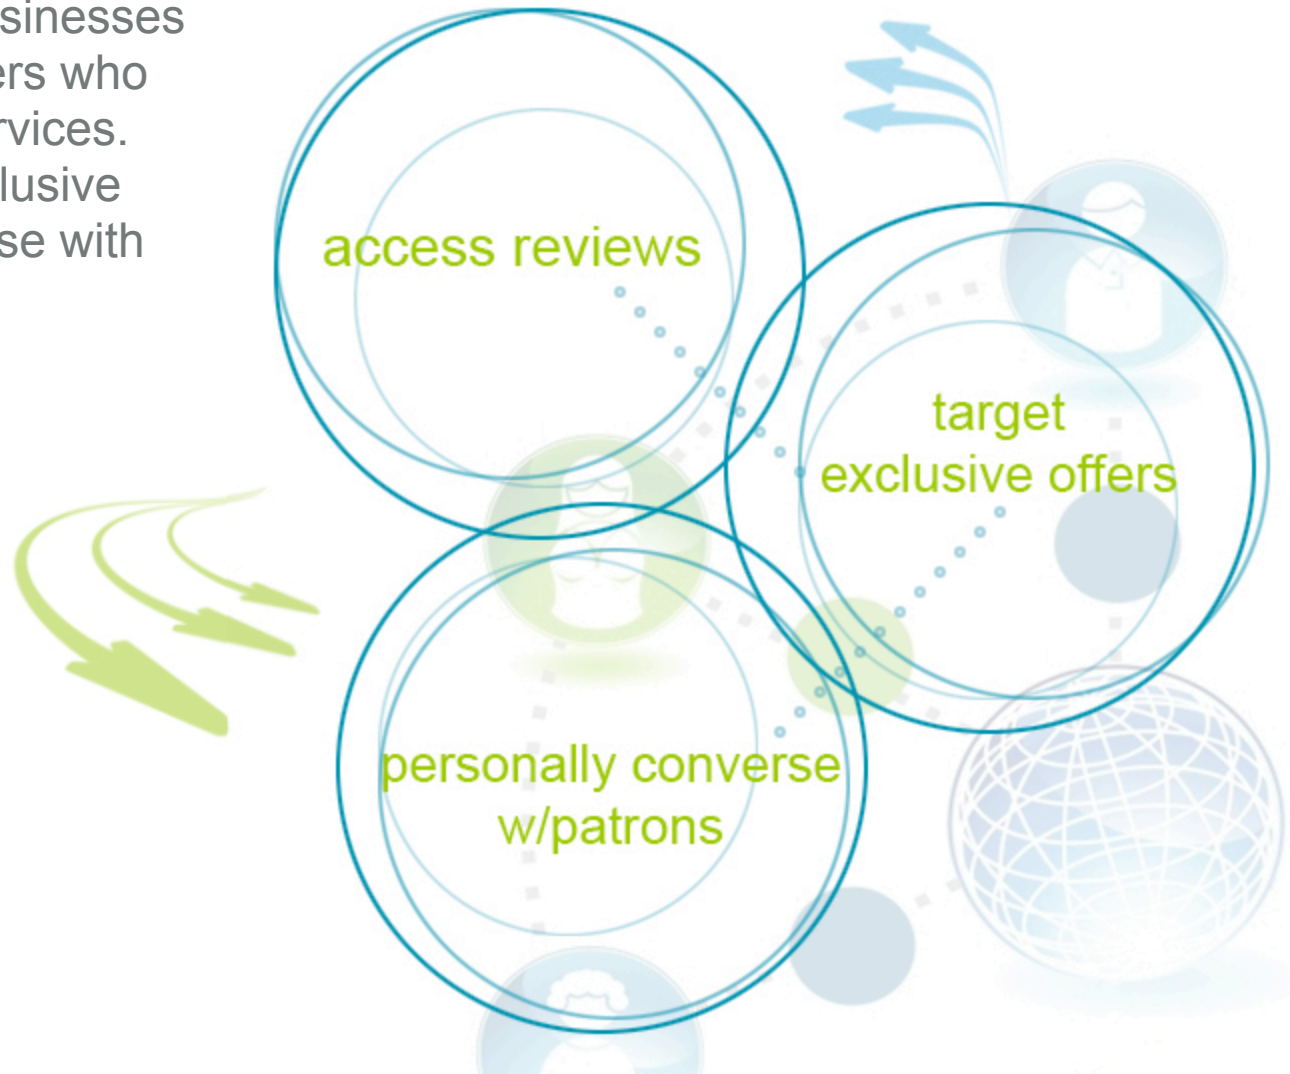 sinesses
ers who
rvices.
lusive
se with
access reviews
target
exclusive offers
personally converse
w/patrons